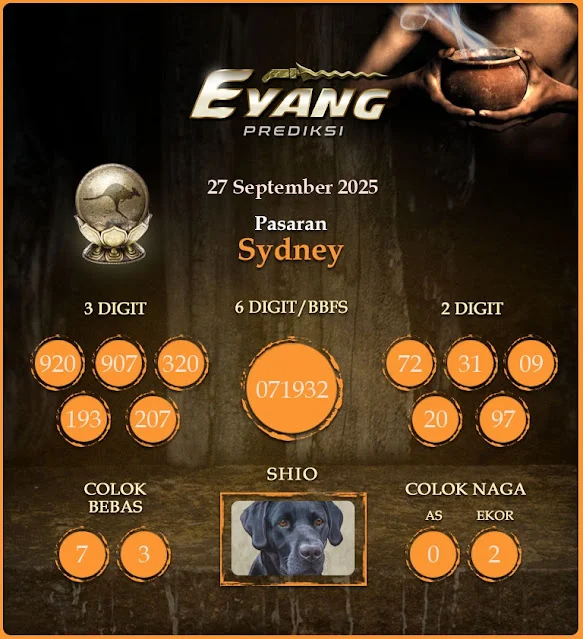 EYANG
PREDIKSI
27 September 2025
Pasaran
Sydney
3 DIGIT
920 907 320
193 207
6 DIGIT/BBFS
071932
2 DIGIT
72 31 09
20 97
COLOK
BEBAS
7 3
SHIO
COLOK NAGA
AS EKOR
0 2